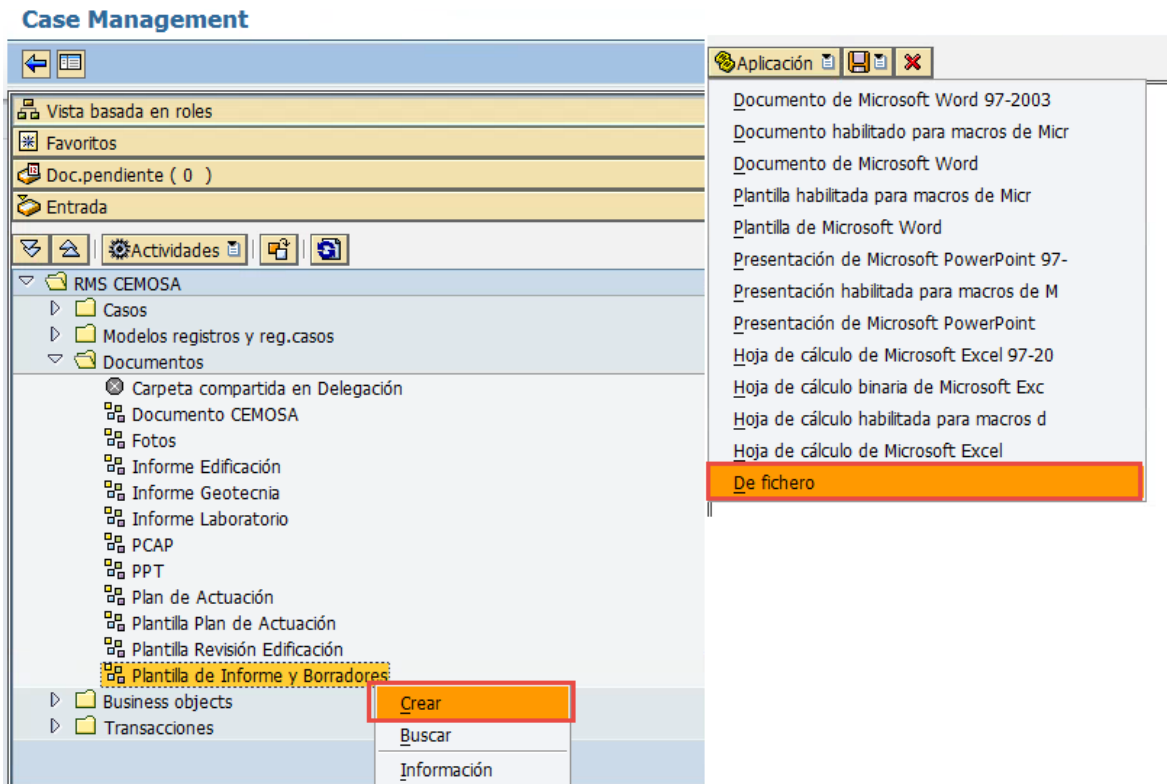 Case Management
Vista basada en roles
Favoritos
Doc.pendiente ( 0 )
Entrada
Actividades
RMS CEMOSA
Casos
Modelos registros y reg.casos
Documentos
Carpeta compartida en Delegación
Documento CEMOSA
Fotos
Informe Edificación
Informe Geotecnia
Informe Laboratorio
PCAP
PPT
Plan de Actuación
Plantilla Plan de Actuación
Plantilla Revisión Edificación
Plantilla de Informe y Borradores
Business objects
Transacciones
Crear
Buscar
Información
Aplicación
Documento de Microsoft Word 97-2003
Documento habilitado para macros de Micr
Documento de Microsoft Word
Plantilla habilitada para macros de Micr
Plantilla de Microsoft Word
Presentación de Microsoft PowerPoint 97-
Presentación habilitada para macros de M
Presentación de Microsoft PowerPoint
Hoja de cálculo de Microsoft Excel 97-20
Hoja de cálculo binaria de Microsoft Exc
Hoja de cálculo habilitada para macros d
Hoja de cálculo de Microsoft Excel
De fichero